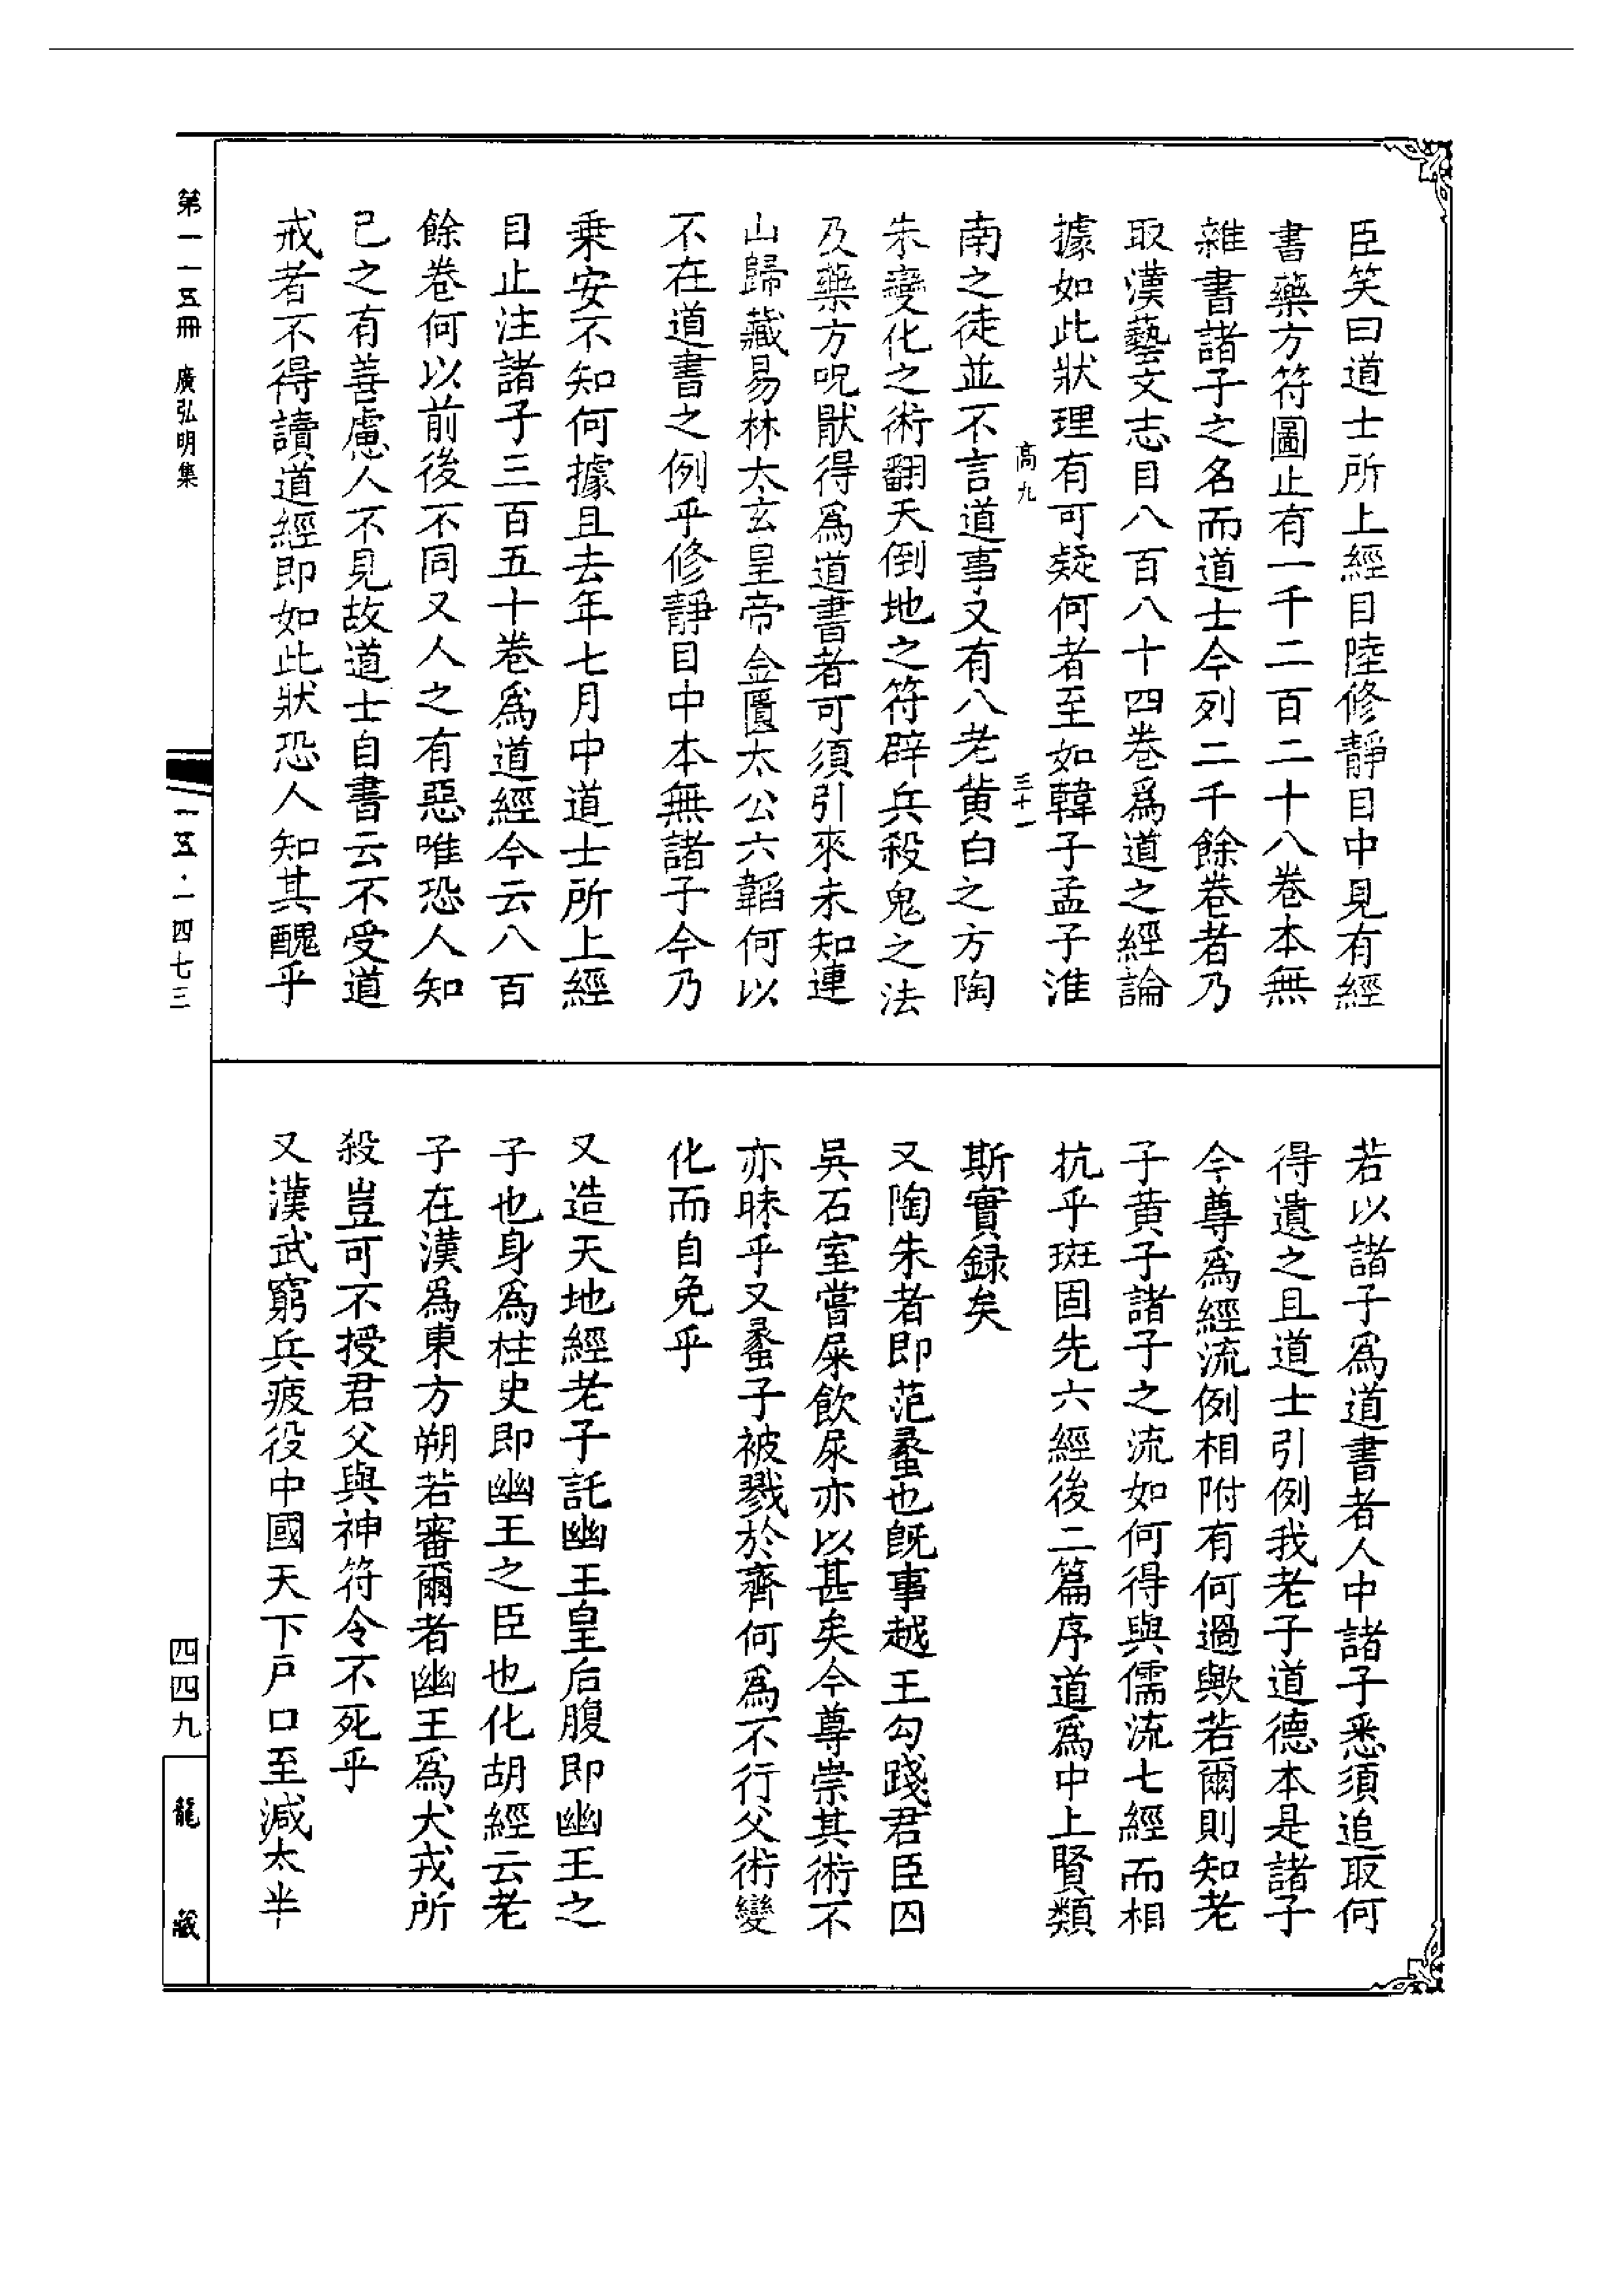 臣笑曰道士所上經目陸修靜目中見有經
書藥方符圖止有一千二百二十八卷本無
雜書諸子之名而道士今列二千餘卷者乃
取漢藝文志目八百八十四卷爲道之經論
據如此狀理有可疑何者至如韓子孟子淮
高九
三十一
南之徒並不言道事又有八老黄白之方陶
朱變化之術翻天倒地之符辟兵殺鬼之法
及藥方呪猒得爲道書者可須引來未知連
山歸藏易林太玄皇帝金匱太公六韜何以
不在道書之例乎修靜目中本無諸子今乃
乗安不知何據且去年七月中道士所上經
目止注諸子三百五十卷爲道經今云八百
餘卷何以前後不同又人之有惡唯恐人知
己之有善慮人不見故道士自書云不受道
戒者不得讀道經即如此狀恐人知其醜乎
若以諸子爲道書者人中諸子悉須追取何
得遺之且道士引例我老子道德本是諸子
今尊爲經流例相附有何過歟若爾則知老
子黄子諸子之流如何得與儒流七經而相
抗乎班固先六經後二篇序道爲中上賢類
斯實録矣
又陶朱者即范蠡也旣事越王勾踐君臣囚
吳石室嘗屎飲尿亦以甚矣今尊崇其術不
亦昧乎又蠡子被戮於齊何爲不行父術變
化而自免乎
又造天地經老子託幽王皇后腹即幽王之
子也身爲柱史即幽王之臣也化胡經云老
子在漢爲東方朔若審爾者幽王爲犬戎所
殺豈可不授君父與神符令不死乎
又漢武窮兵疲役中國天下戸口至減太半
第一一五冊 廣弘明集
一一五·一四七三
四四九
龍藏